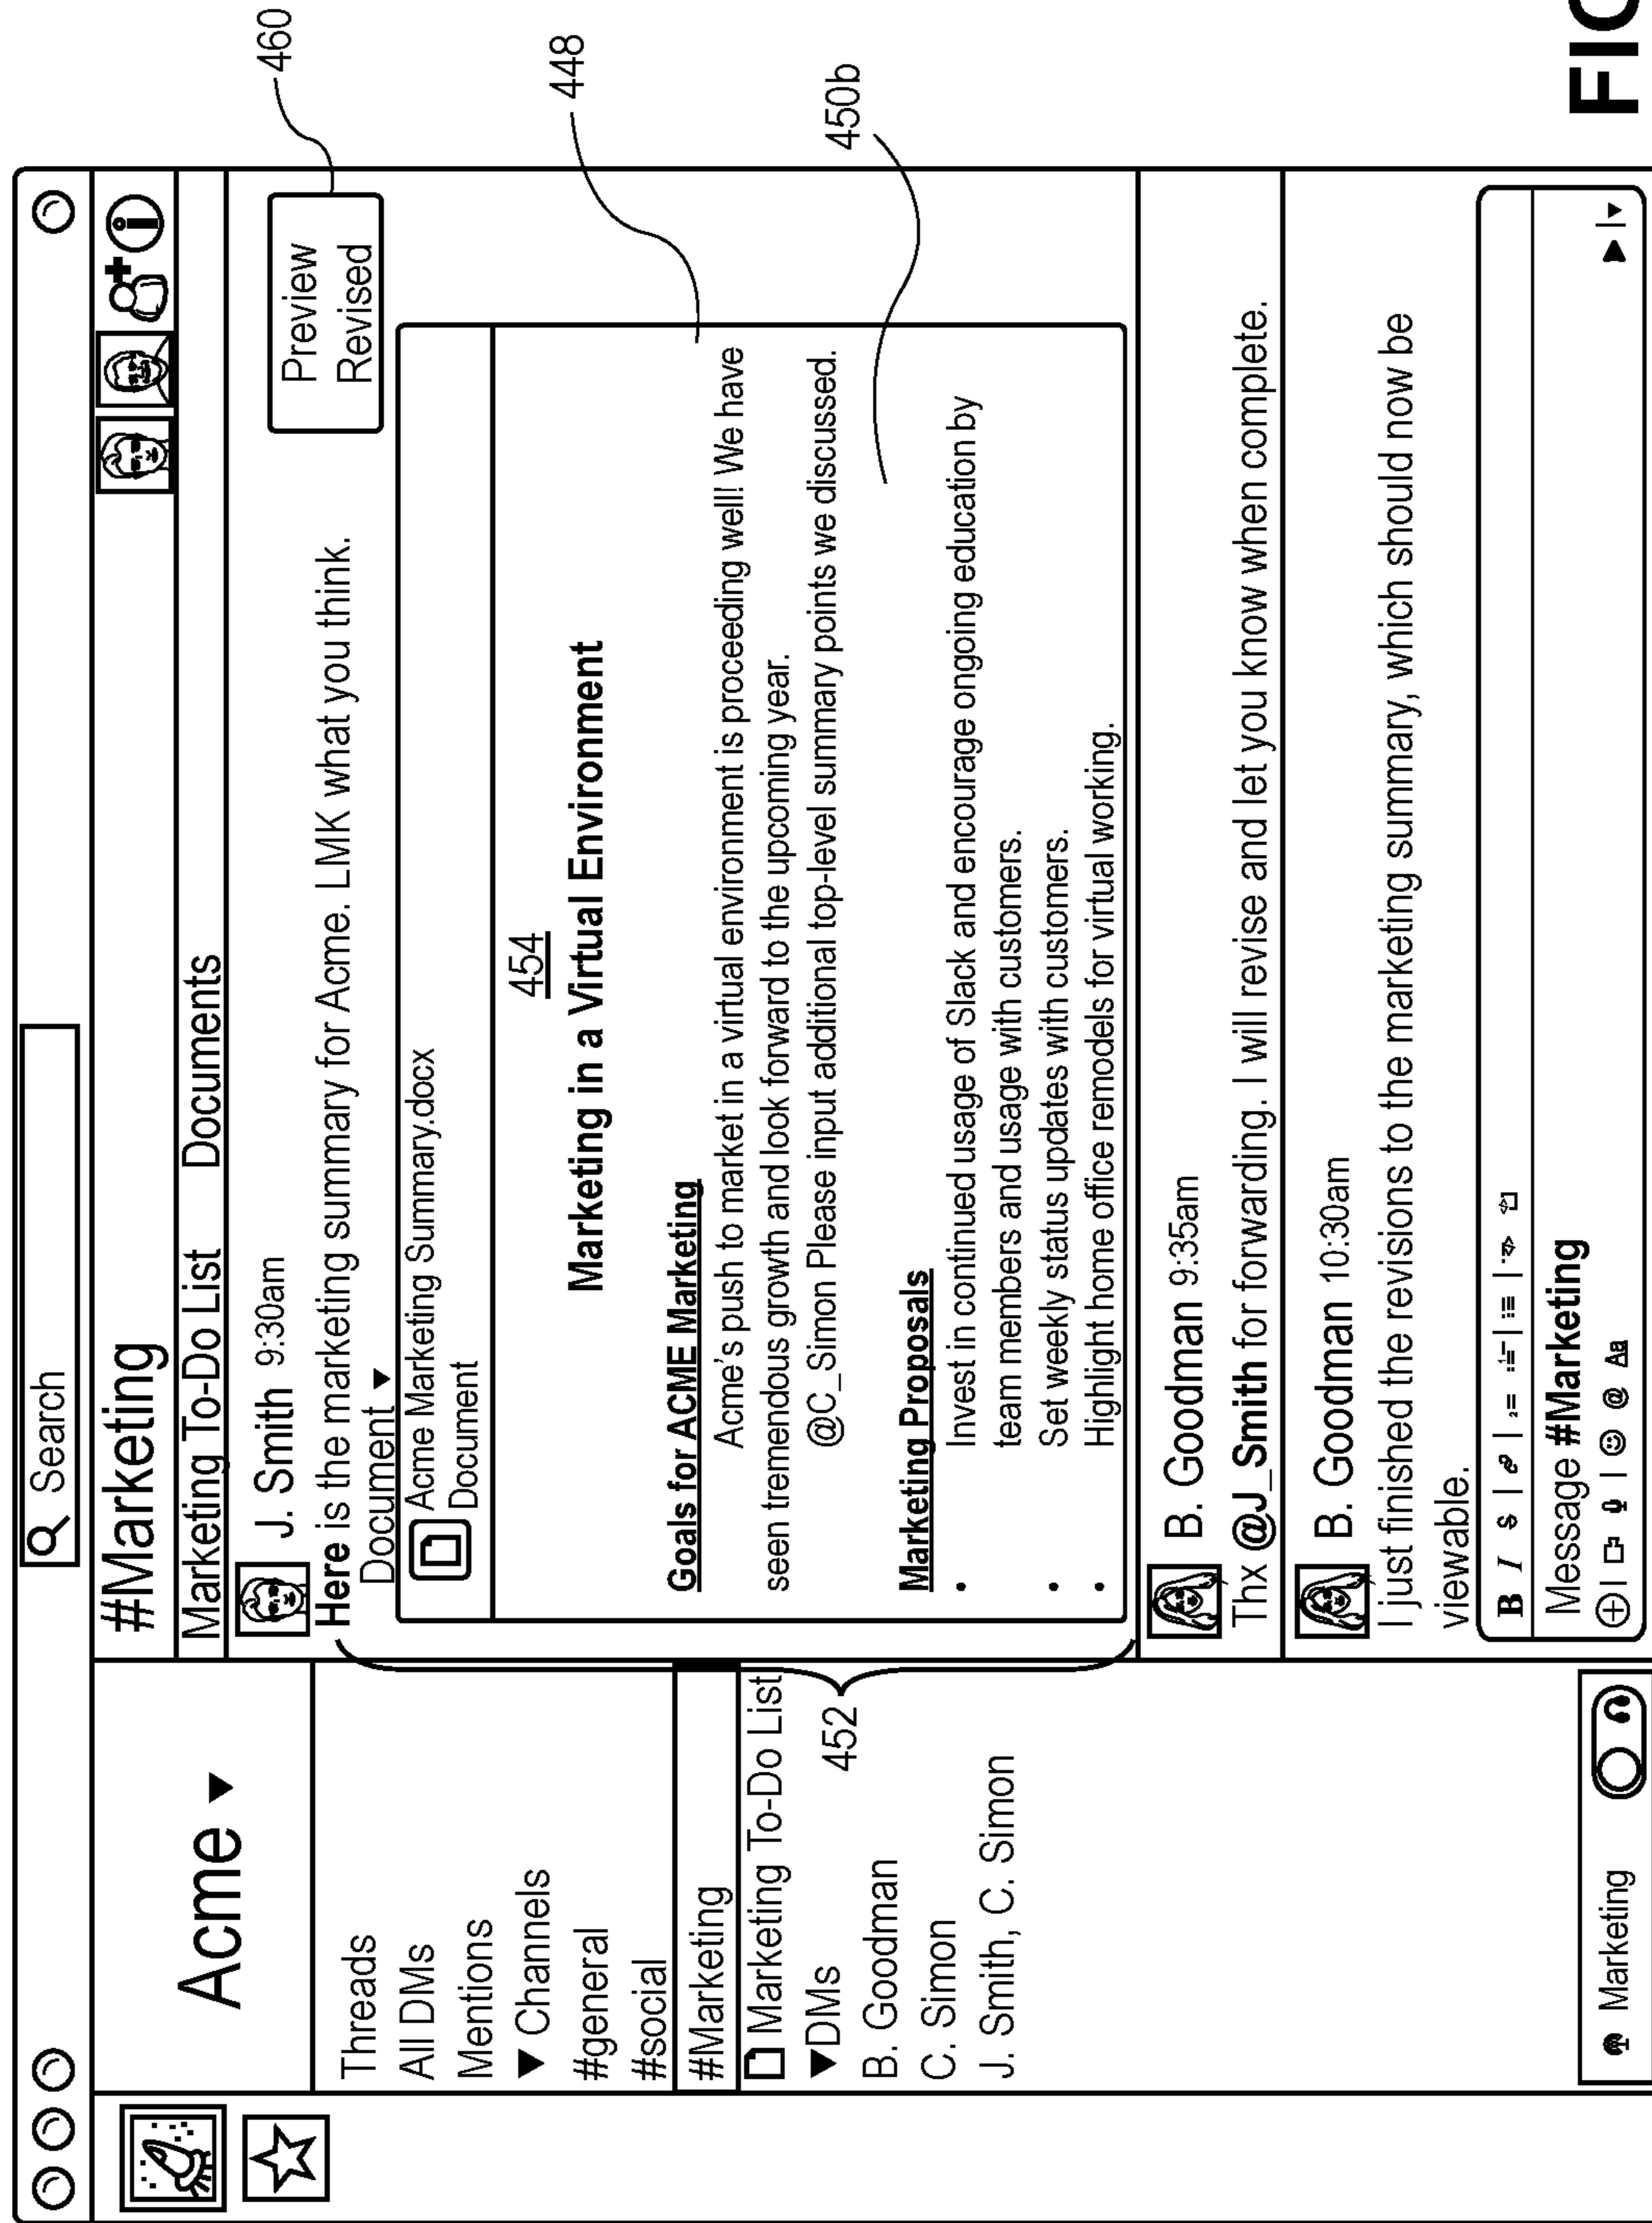 Search
Acme ▼
Threads
All DMs
Mentions
▼ Channels
#general
#social
#Marketing
Marketing To-Do List
▼DMs
B. Goodman
C. Simon
J. Smith, C. Simon
Marketing
452
#Marketing
Marketing To-Do List Documents
J. Smith 9:30am
Here is the marketing summary for Acme. LMK what you think.
Document ▼
Preview
Revised
460
Acme Marketing Summary.docx
Document
454
Marketing in a Virtual Environment
448
Goals for ACME Marketing
Acme's push to market in a virtual environment is proceeding well! We have
seen tremendous growth and look forward to the upcoming year.
@C_Simon Please input additional top-level summary points we discussed.
450b
Marketing Proposals
• Invest in continued usage of Slack and encourage ongoing education by
team members and usage with customers.
• Set weekly status updates with customers.
• Highlight home office remodels for virtual working.
B. Goodman 9:35am
Thx @J_Smith for forwarding. I will revise and let you know when complete.
B. Goodman 10:30am
I just finished the revisions to the marketing summary, which should now be
viewable.
B I S
Message #Marketing
@ Aa